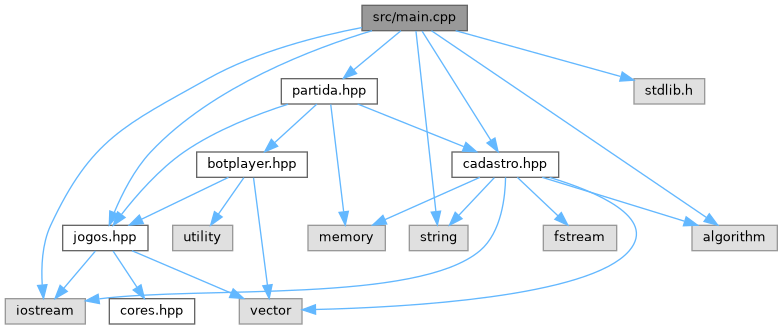 src/main.cpp
partida.hpp
stdlib.h
botplayer.hpp
cadastro.hpp
jogos.hpp
utility
memory
string
fstream
algorithm
iostream
cores.hpp
vector